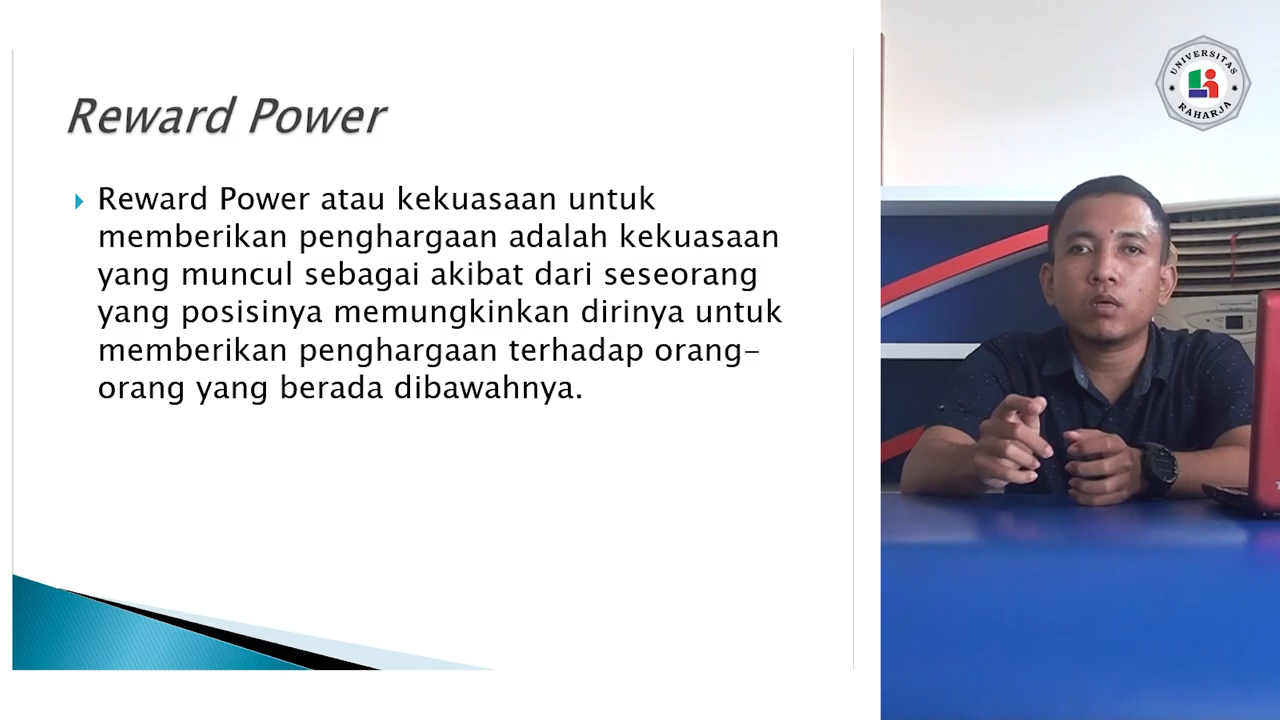 Reward Power
Reward Power atau kekuasaan untuk
memberikan penghargaan adalah kekuasaan
yang muncul sebagai akibat dari seseorang
yang posisinya memungkinkan dirinya untuk
memberikan penghargaan terhadap orang-
orang yang berada dibawahnya.
UNIVERSITAS
RAHARJA